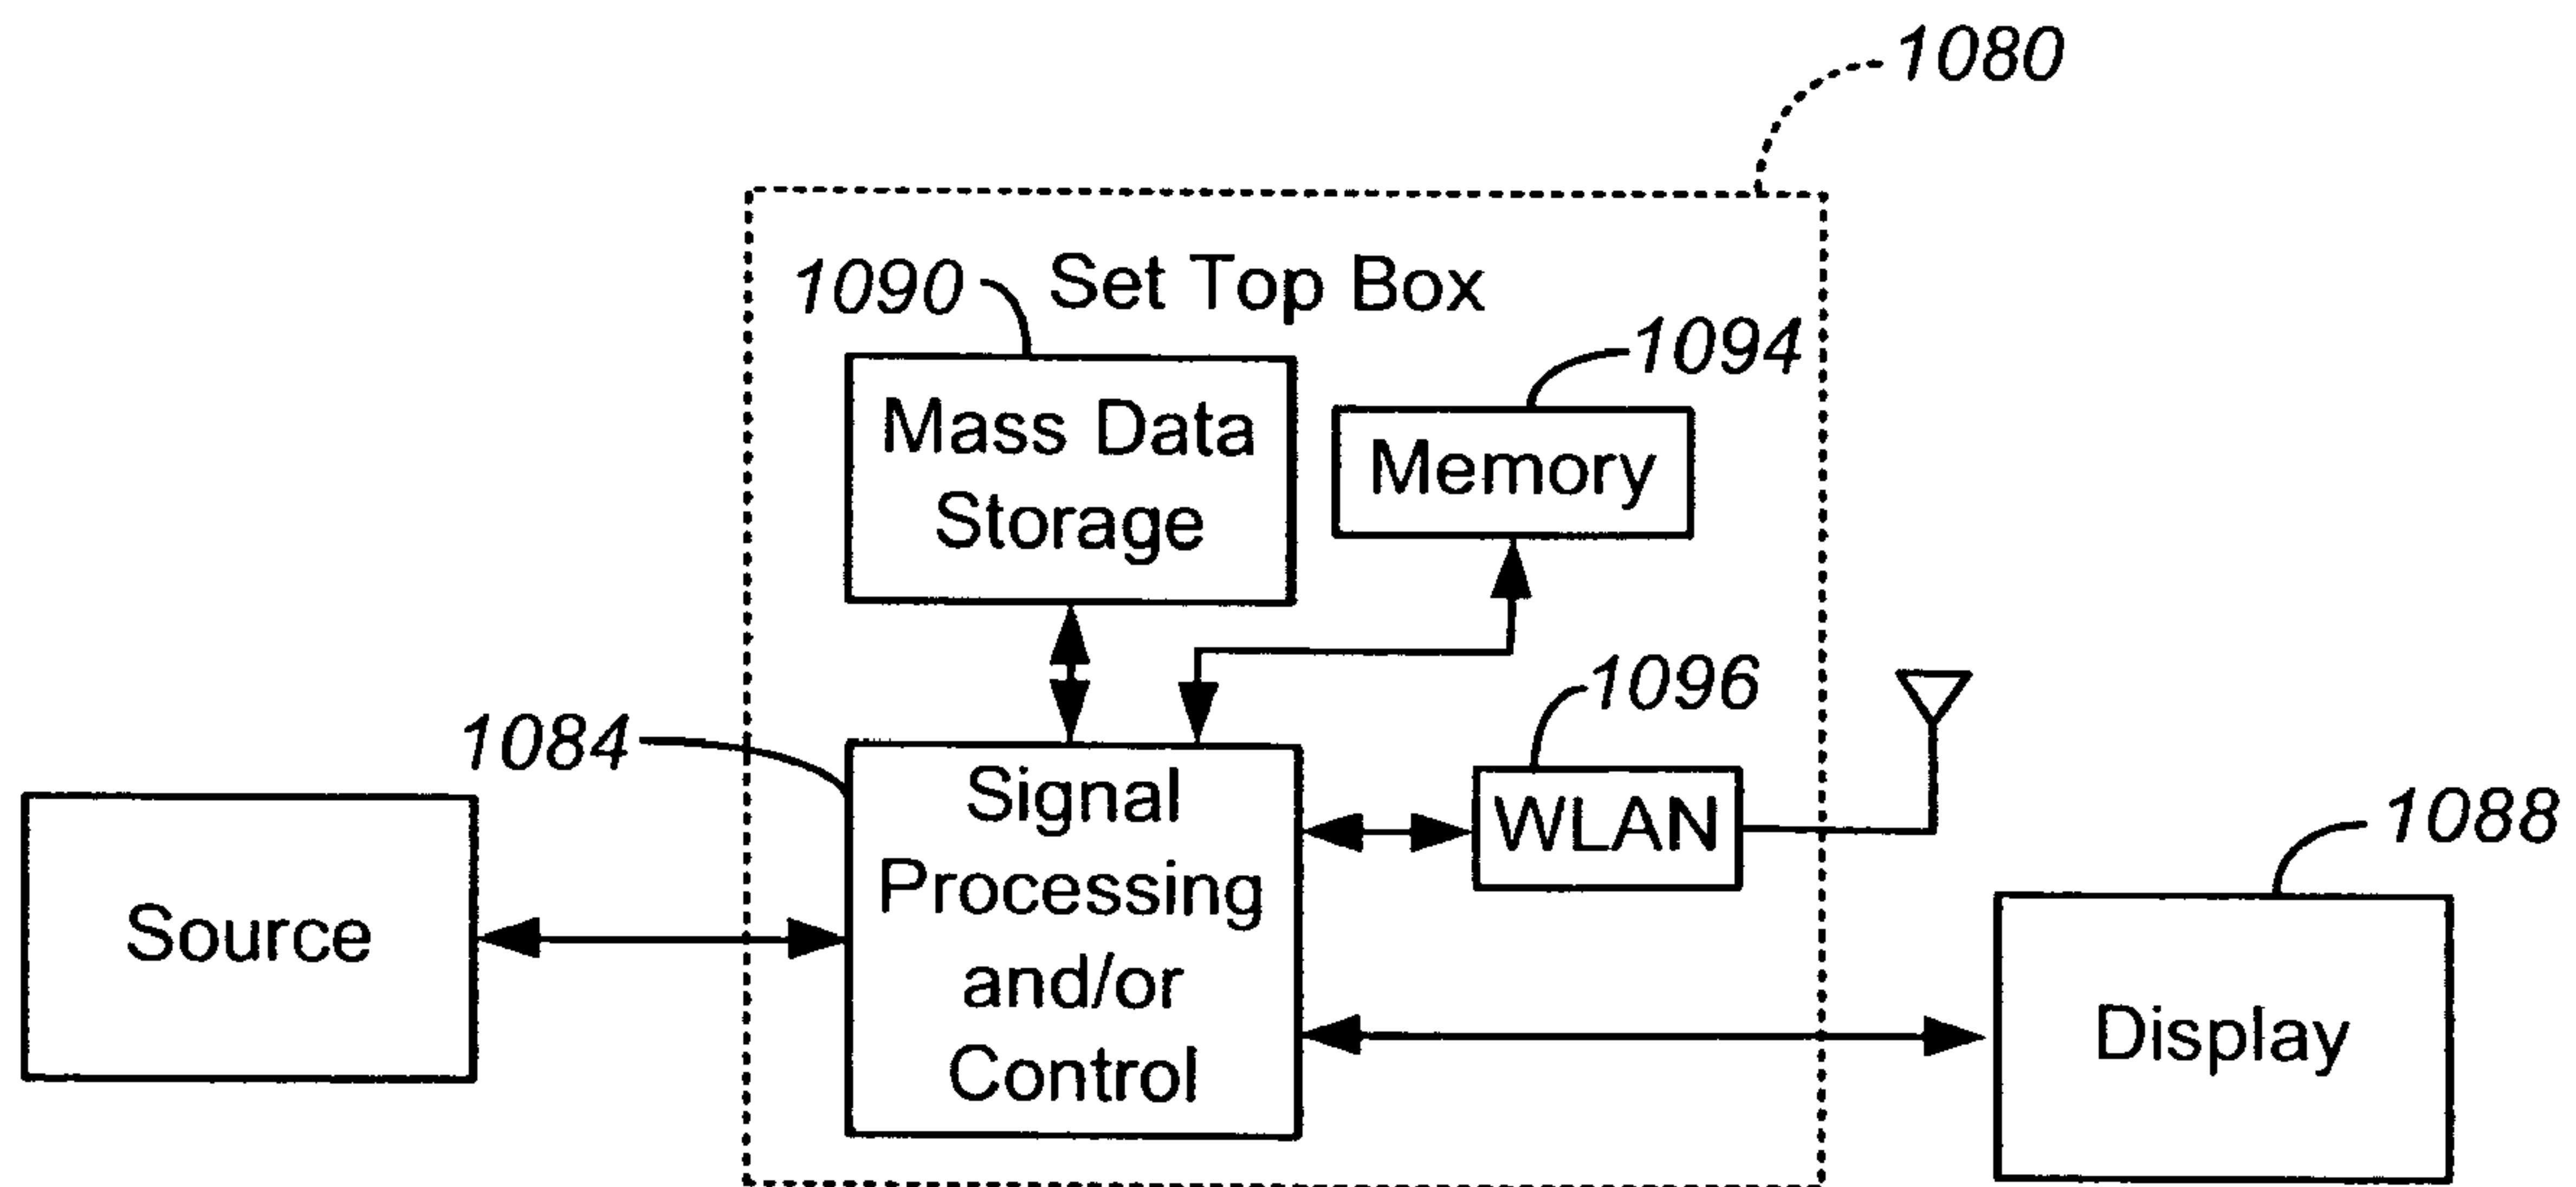 1080
Set Top Box
1090
1094
Mass Data
Storage
Memory
1096
1084
Signal
Processing
and/or
Control
WLAN
1088
Source
Display